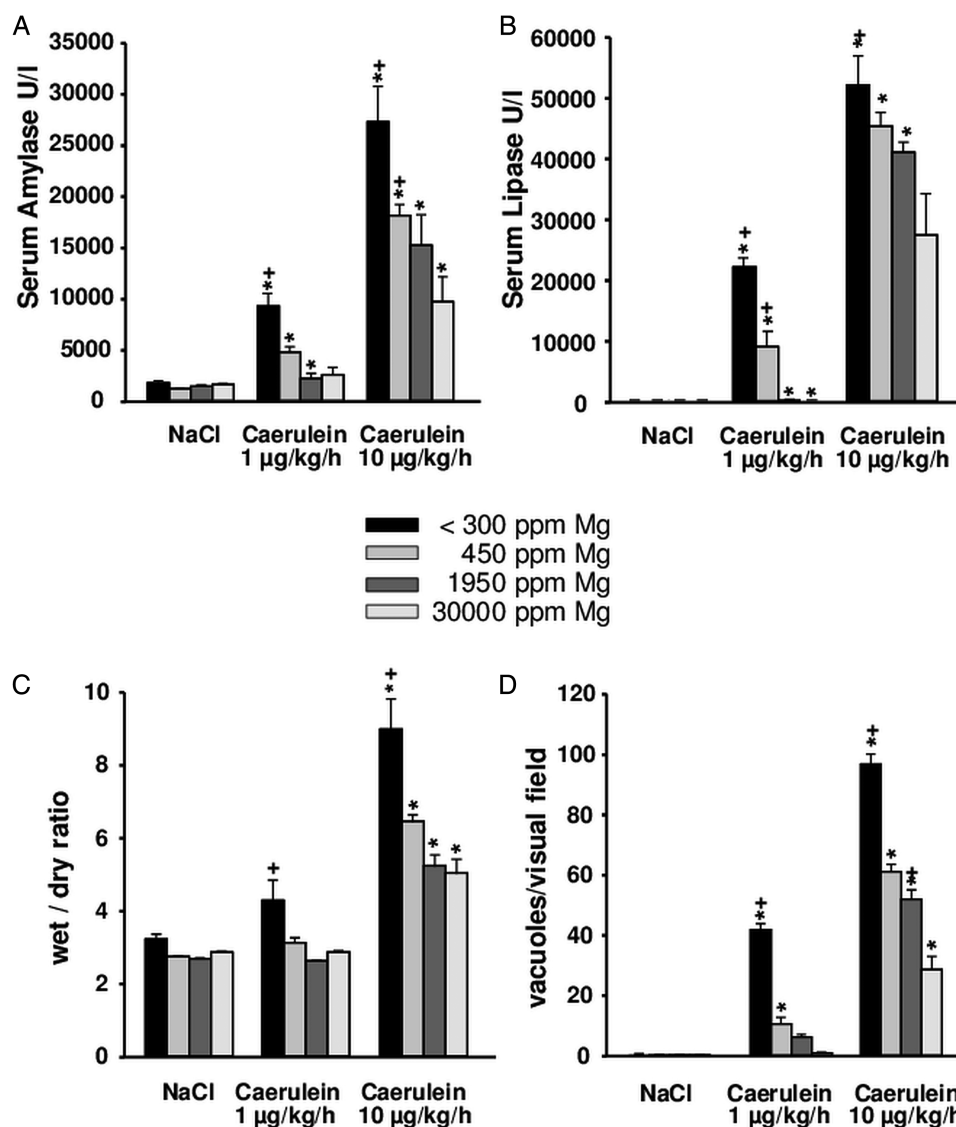 A
Serum Amylase U/l
35000
30000
25000
20000
15000
10000
5000
0
*+
*
*
*+
*+
*
*
NaCl
Caerulein
1 µg/kg/h
Caerulein
10 µg/kg/h
B
Serum Lipase U/l
60000
50000
40000
30000
20000
10000
0
*+
*+
*
*
*+
*
*
NaCl
Caerulein
1 µg/kg/h
Caerulein
10 µg/kg/h
< 300 ppm Mg
450 ppm Mg
1950 ppm Mg
30000 ppm Mg
C
wet / dry ratio
10
8
6
4
2
0
+
*+
*
*
*
NaCl
Caerulein
1 µg/kg/h
Caerulein
10 µg/kg/h
D
vacuoles/visual field
120
100
80
60
40
20
0
*+
*
*+
*
*+
*
NaCl
Caerulein
1 µg/kg/h
Caerulein
10 µg/kg/h